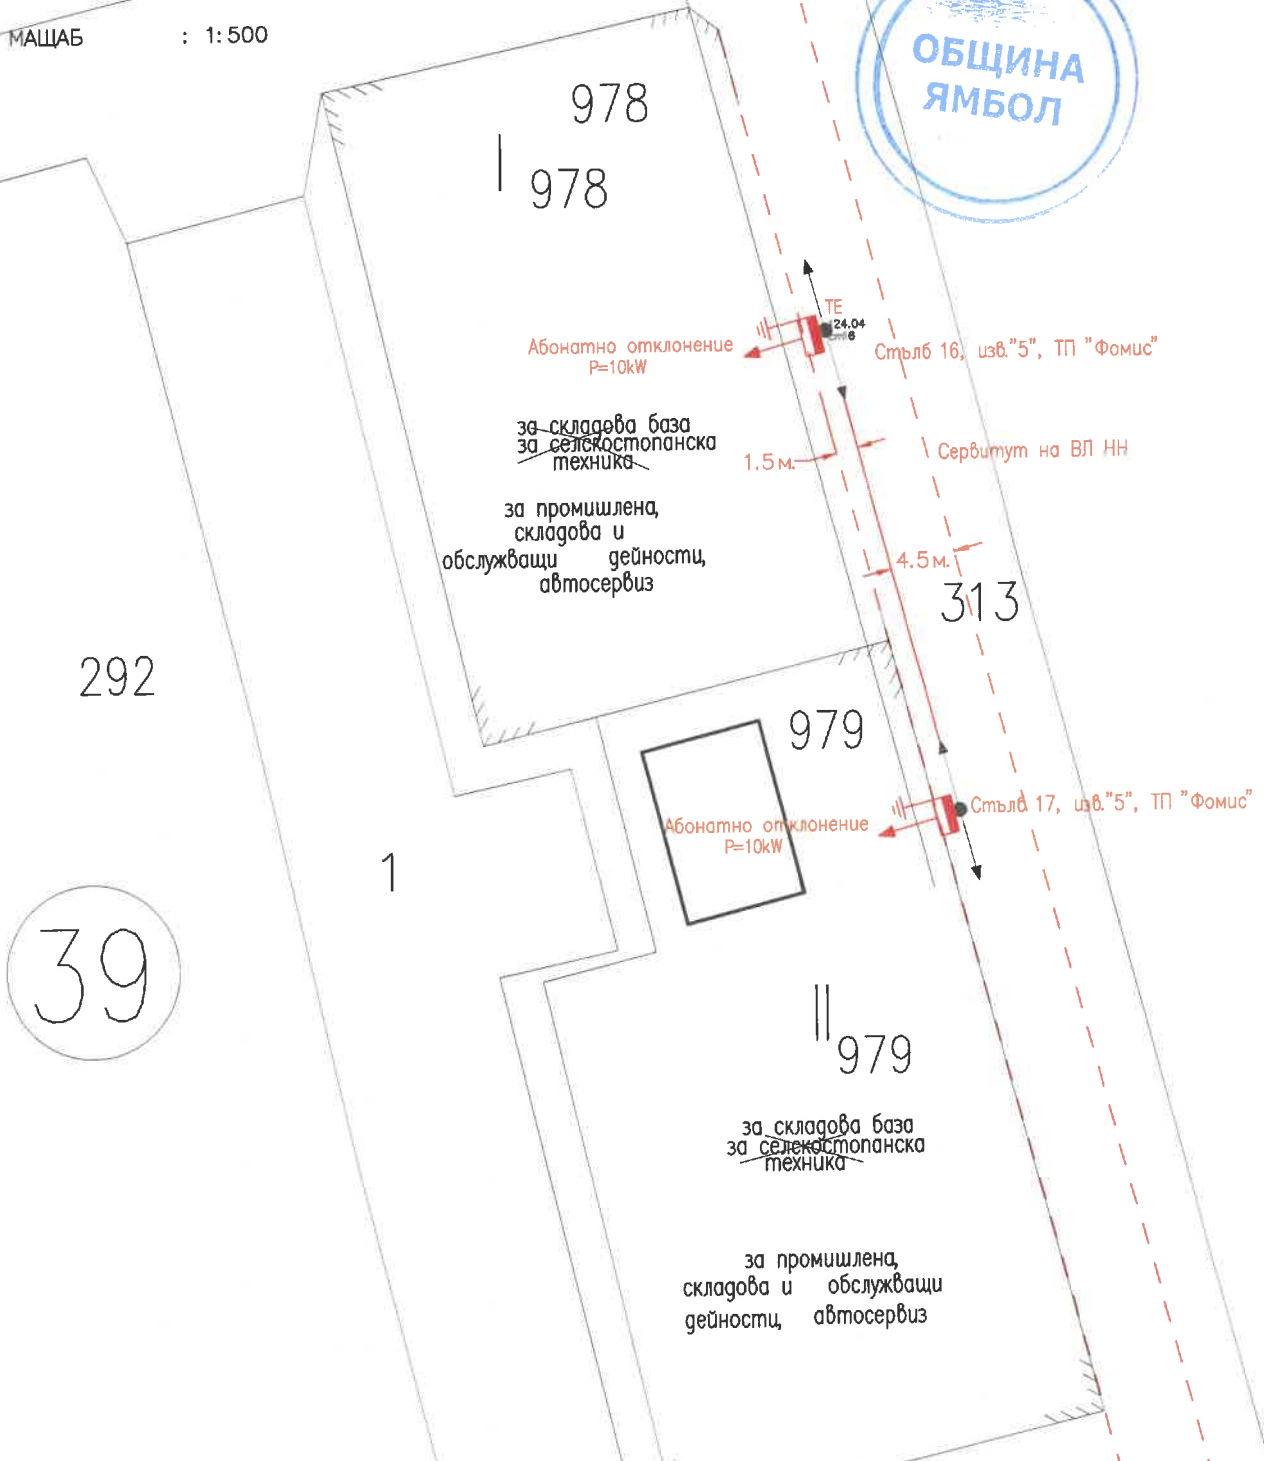 МАЩАБ : 1:500
ОБЩИНА
ЯМБОЛ
978
I 978
ТЕ
24.04
Абонатно отклонение
P=10kW
Стълб 16, изв."5", ТП "Фомис"
за складова база
за селскостопанска
техника
1.5м.
Сервитут на ВЛ НН
за промишлена,
складова и
обслужващи дейности,
автосервиз
4.5м.
313
292
979
Стълб 17, изв."5", ТП "Фомис"
Абонатно отклонение
P=10kW
1
39
II 979
за складова база
за селскостопанска
техника
за промишлена,
складова и обслужващи
дейности, автосервиз